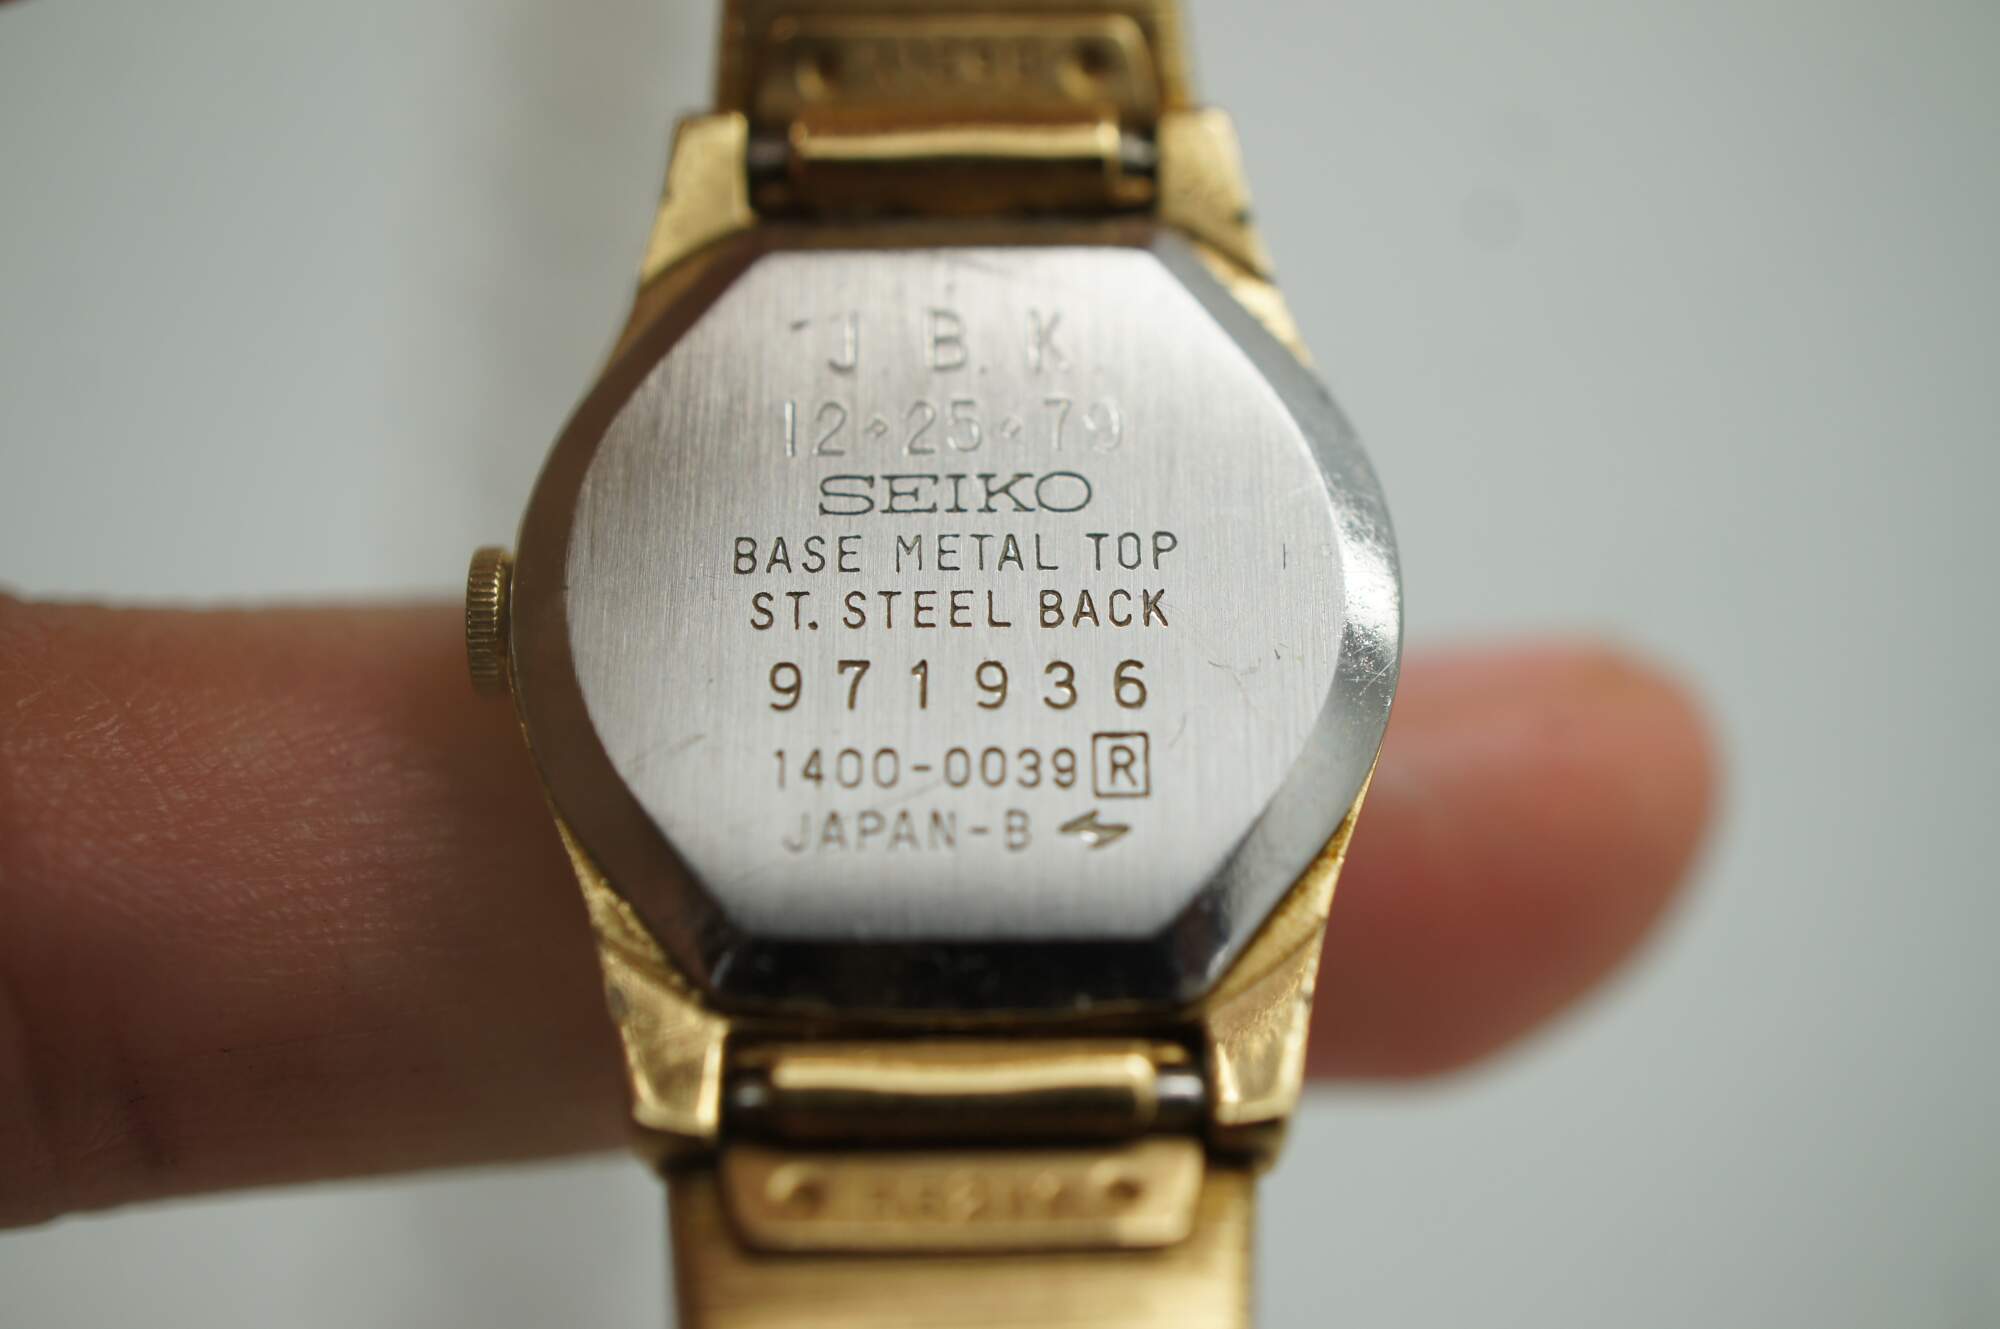 J. B. K.
12·25·79
SEIKO
BASE METAL TOP
ST. STEEL BACK
971936
1400-0039 R
JAPAN-B